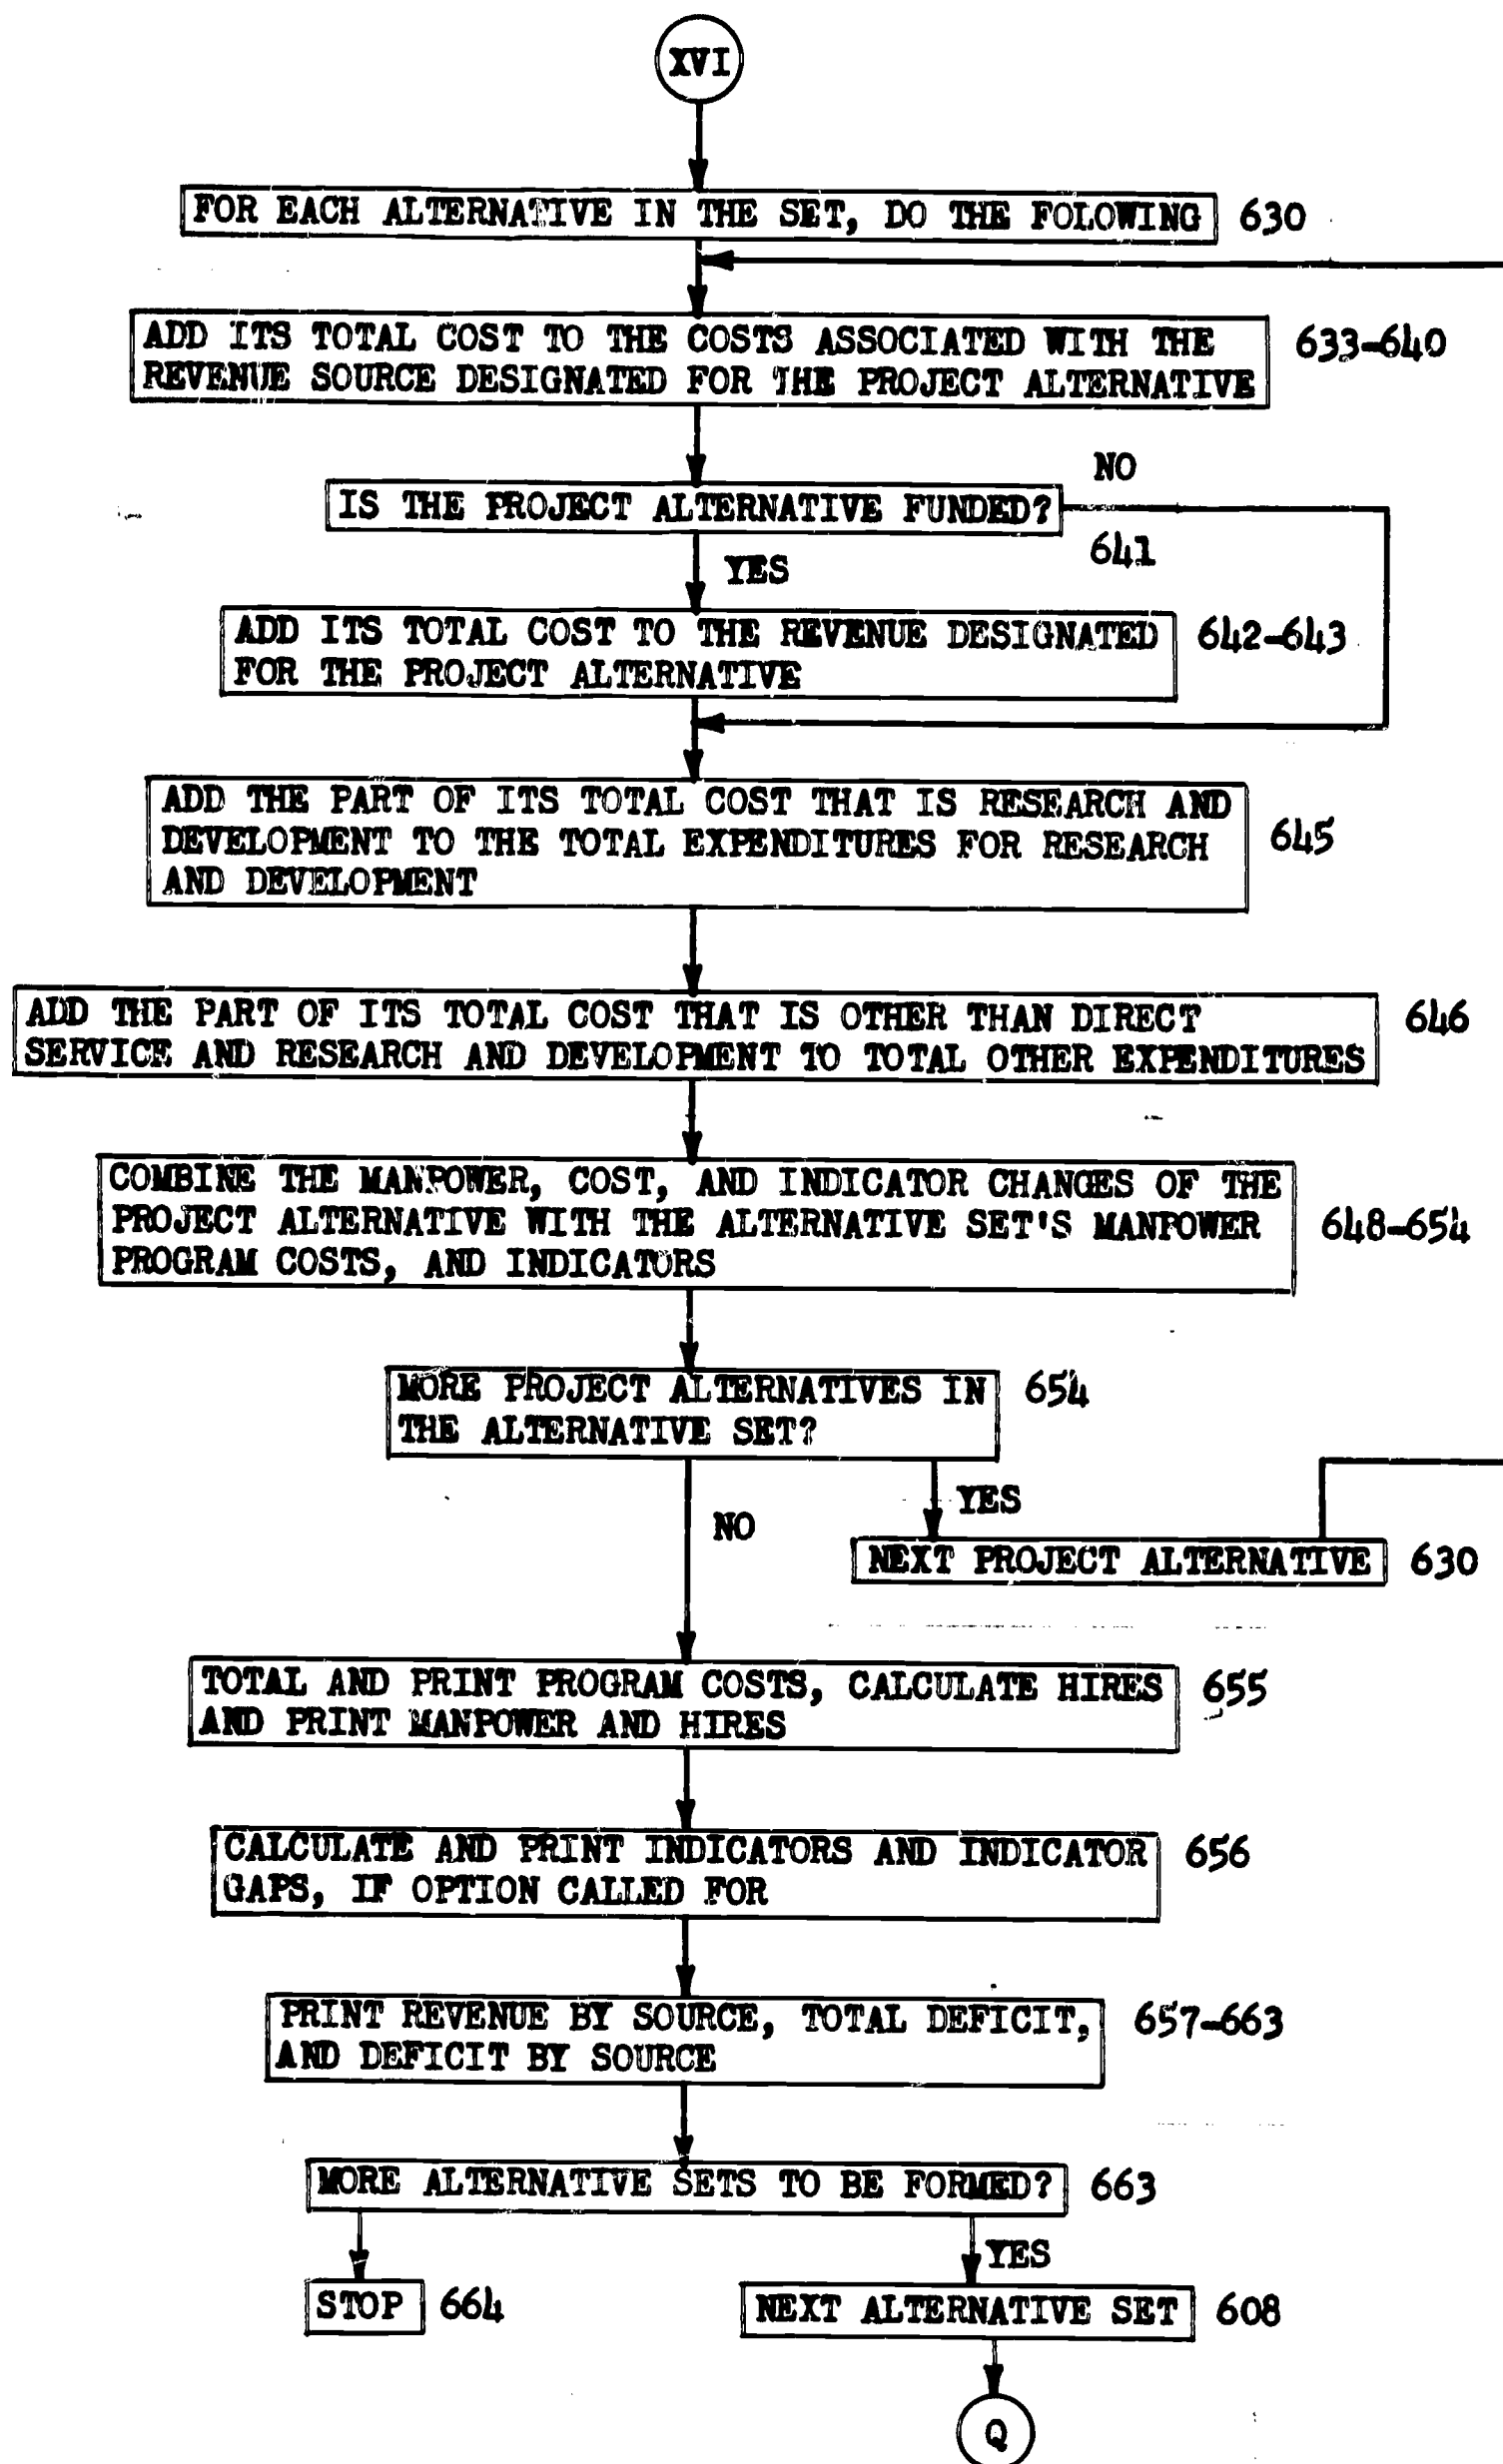 XVI
FOR EACH ALTERNATIVE IN THE SET, DO THE FOLOWING
630
ADD ITS TOTAL COST TO THE COSTS ASSOCIATED WITH THE
REVENUE SOURCE DESIGNATED FOR THE PROJECT ALTERNATIVE
633-640
NO
IS THE PROJECT ALTERNATIVE FUNDED?
641
YES
ADD ITS TOTAL COST TO THE REVENUE DESIGNATED
FOR THE PROJECT ALTERNATIVE
642-643
ADD THE PART OF ITS TOTAL COST THAT IS RESEARCH AND
DEVELOPMENT TO THE TOTAL EXPENDITURES FOR RESEARCH
AND DEVELOPMENT
645
ADD THE PART OF ITS TOTAL COST THAT IS OTHER THAN DIRECT
SERVICE AND RESEARCH AND DEVELOPMENT TO TOTAL OTHER EXPENDITURES
646
COMBINE THE MANPOWER, COST, AND INDICATOR CHANGES OF THE
PROJECT ALTERNATIVE WITH THE ALTERNATIVE SET'S MANPOWER
PROGRAM COSTS, AND INDICATORS
648-654
MORE PROJECT ALTERNATIVES IN
THE ALTERNATIVE SET?
654
YES
NO
NEXT PROJECT ALTERNATIVE
630
TOTAL AND PRINT PROGRAM COSTS, CALCULATE HIRES
AND PRINT MANPOWER AND HIRES
655
CALCULATE AND PRINT INDICATORS AND INDICATOR
GAPS, IF OPTION CALLED FOR
656
PRINT REVENUE BY SOURCE, TOTAL DEFICIT,
AND DEFICIT BY SOURCE
657-663
MORE ALTERNATIVE SETS TO BE FORMED?
663
YES
STOP
664
NEXT ALTERNATIVE SET
608
Q